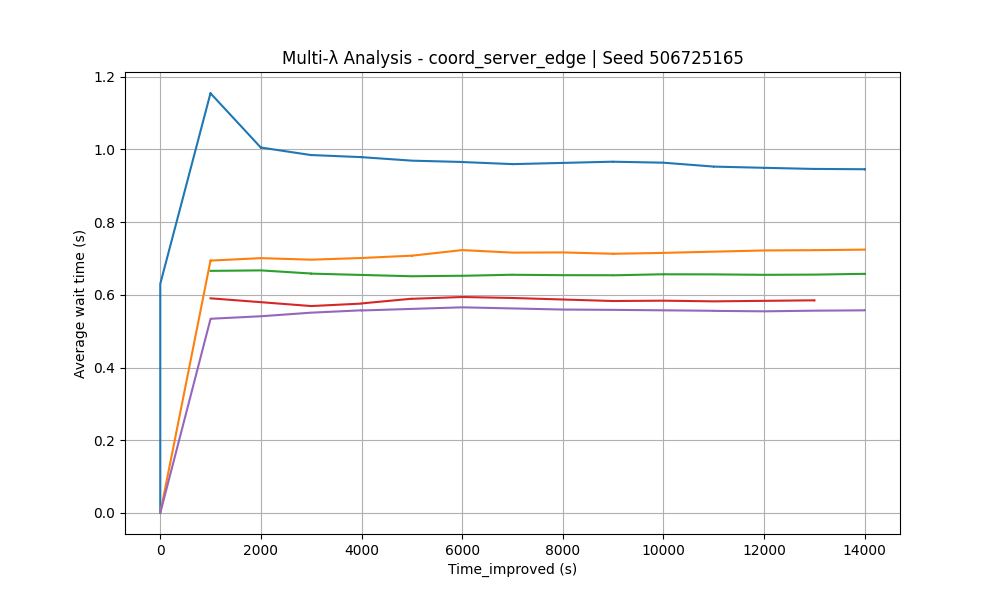 Multi-λ Analysis - coord_server_edge | Seed 506725165
1.2
1.0
0.8
0.6
0.4
0.2
0.0
Average wait time (s)
0 2000 4000 6000 8000 10000 12000 14000
Time_improved (s)